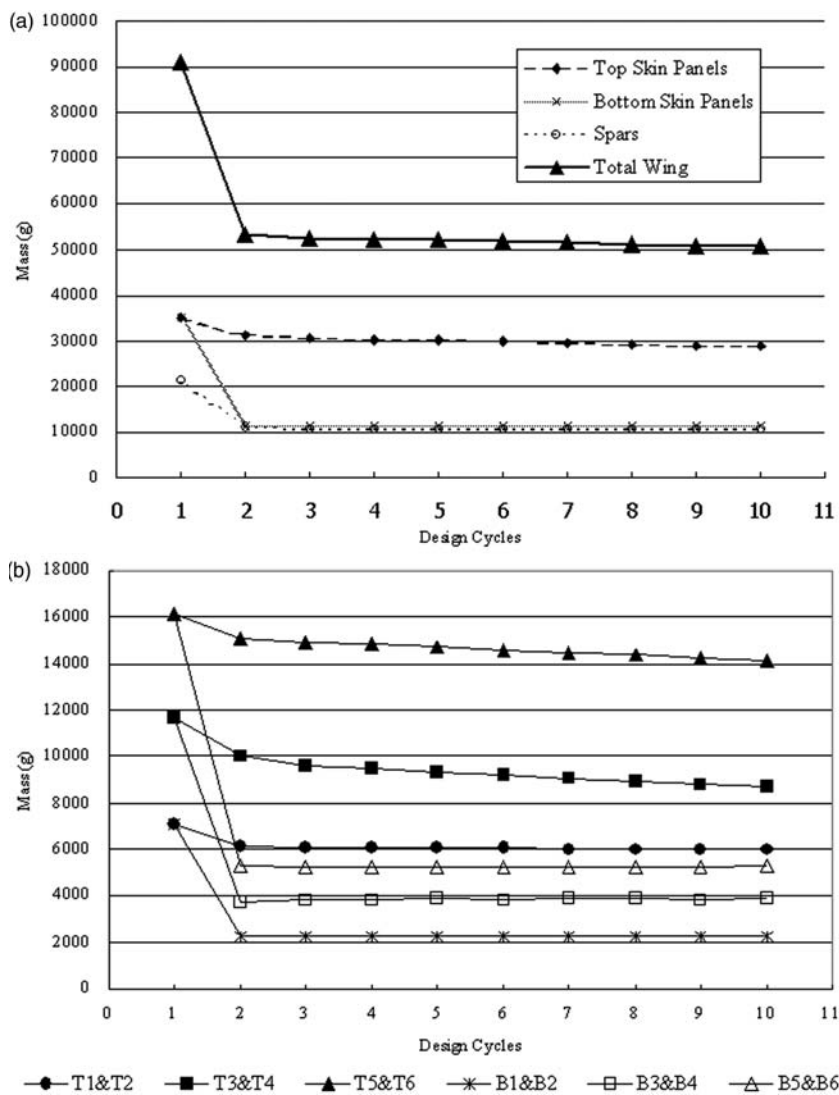 (a)
100000
90000
80000
70000
60000
50000
40000
30000
20000
10000
0
Mass(g)
Top Skin Panels
Bottom Skin Panels
Spars
Total Wing
0 1 2 3 4 5 6 7 8 9 10 11
Design Cycles
(b)
18000
16000
14000
12000
10000
8000
6000
4000
2000
0
Mass(g)
0 1 2 3 4 5 6 7 8 9 10 11
Design Cycles
T1&T2 T3&T4 T5&T6 B1&B2 B3&B4 B5&B6